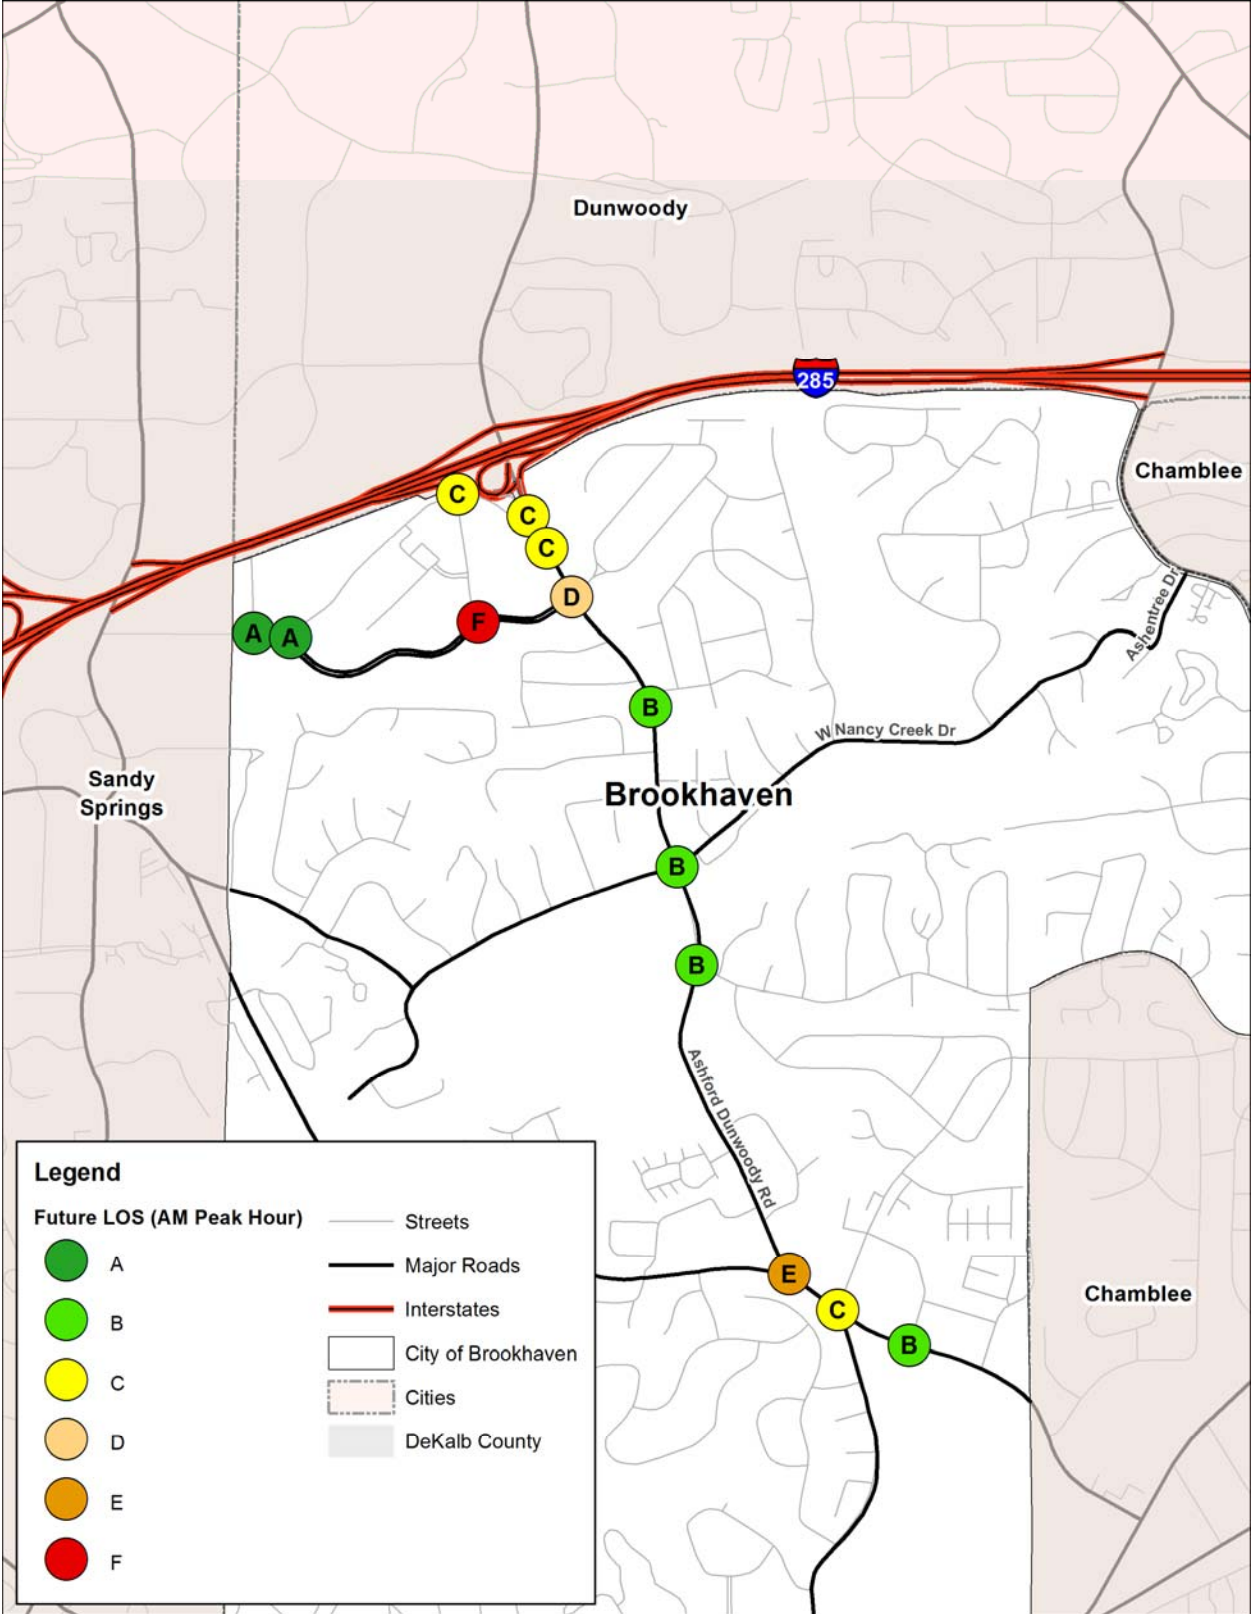 Dunwoody
285
Chamblee
C
C
C
D
F
A
A
Ashentree Dr
B
W Nancy Creek Dr
Sandy
Springs
Brookhaven
B
B
Ashford Dunwoody Rd
E
C
B
Chamblee
Legend
Future LOS (AM Peak Hour)
A
B
C
D
E
F
Streets
Major Roads
Interstates
City of Brookhaven
Cities
DeKalb County